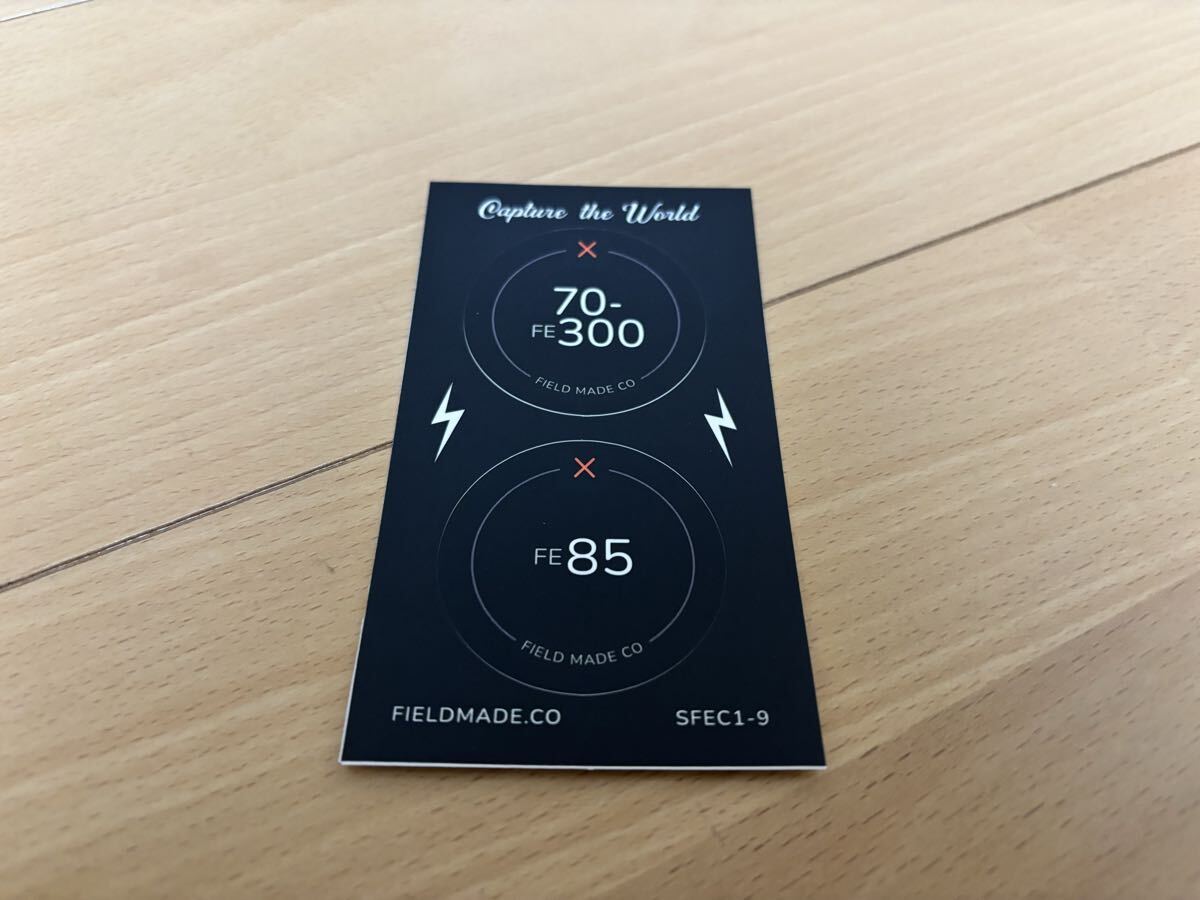 Capture the World
70-
FE300
FIELD MADE CO
FE85
FIELD MADE CO
FIELDMADE.CO
SFEC1-9